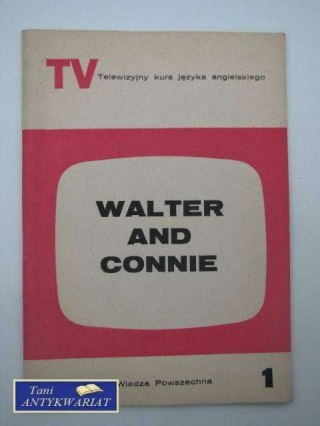 TV Telewizyjny kurs języka angielskiego
WALTER
AND
CONNIE
Wiedza Powszechna 1
Tani
ANTYKWARIAT